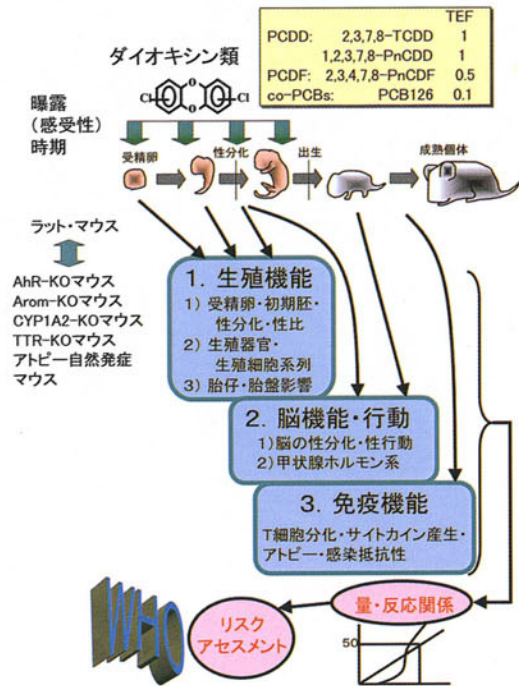 TEF
PCDD: 2,3,7,8-TCDD 1
1,2,3,7,8-PnCDD 1
PCDF: 2,3,4,7,8-PnCDF 0.5
co-PCBs: PCB126 0.1
ダイオキシン類
Cl O O Cl
曝露
(感受性)
時期
受精卵 性分化 出生 成熟個体
ラット・マウス
AhR-KOマウス
Arom-KOマウス
CYP1A2-KOマウス
TTR-KOマウス
アトピー自然発症
マウス
1. 生殖機能
1) 受精卵・初期胚・
性分化・性比
2) 生殖器官・
生殖細胞系列
3) 胎仔・胎盤影響
2. 脳機能・行動
1)脳の性分化・性行動
2)甲状腺ホルモン系
3. 免疫機能
T細胞分化・サイトカイン産生・
アトピー・感染抵抗性
量・反応関係
リスク
アセスメント
WHO
50